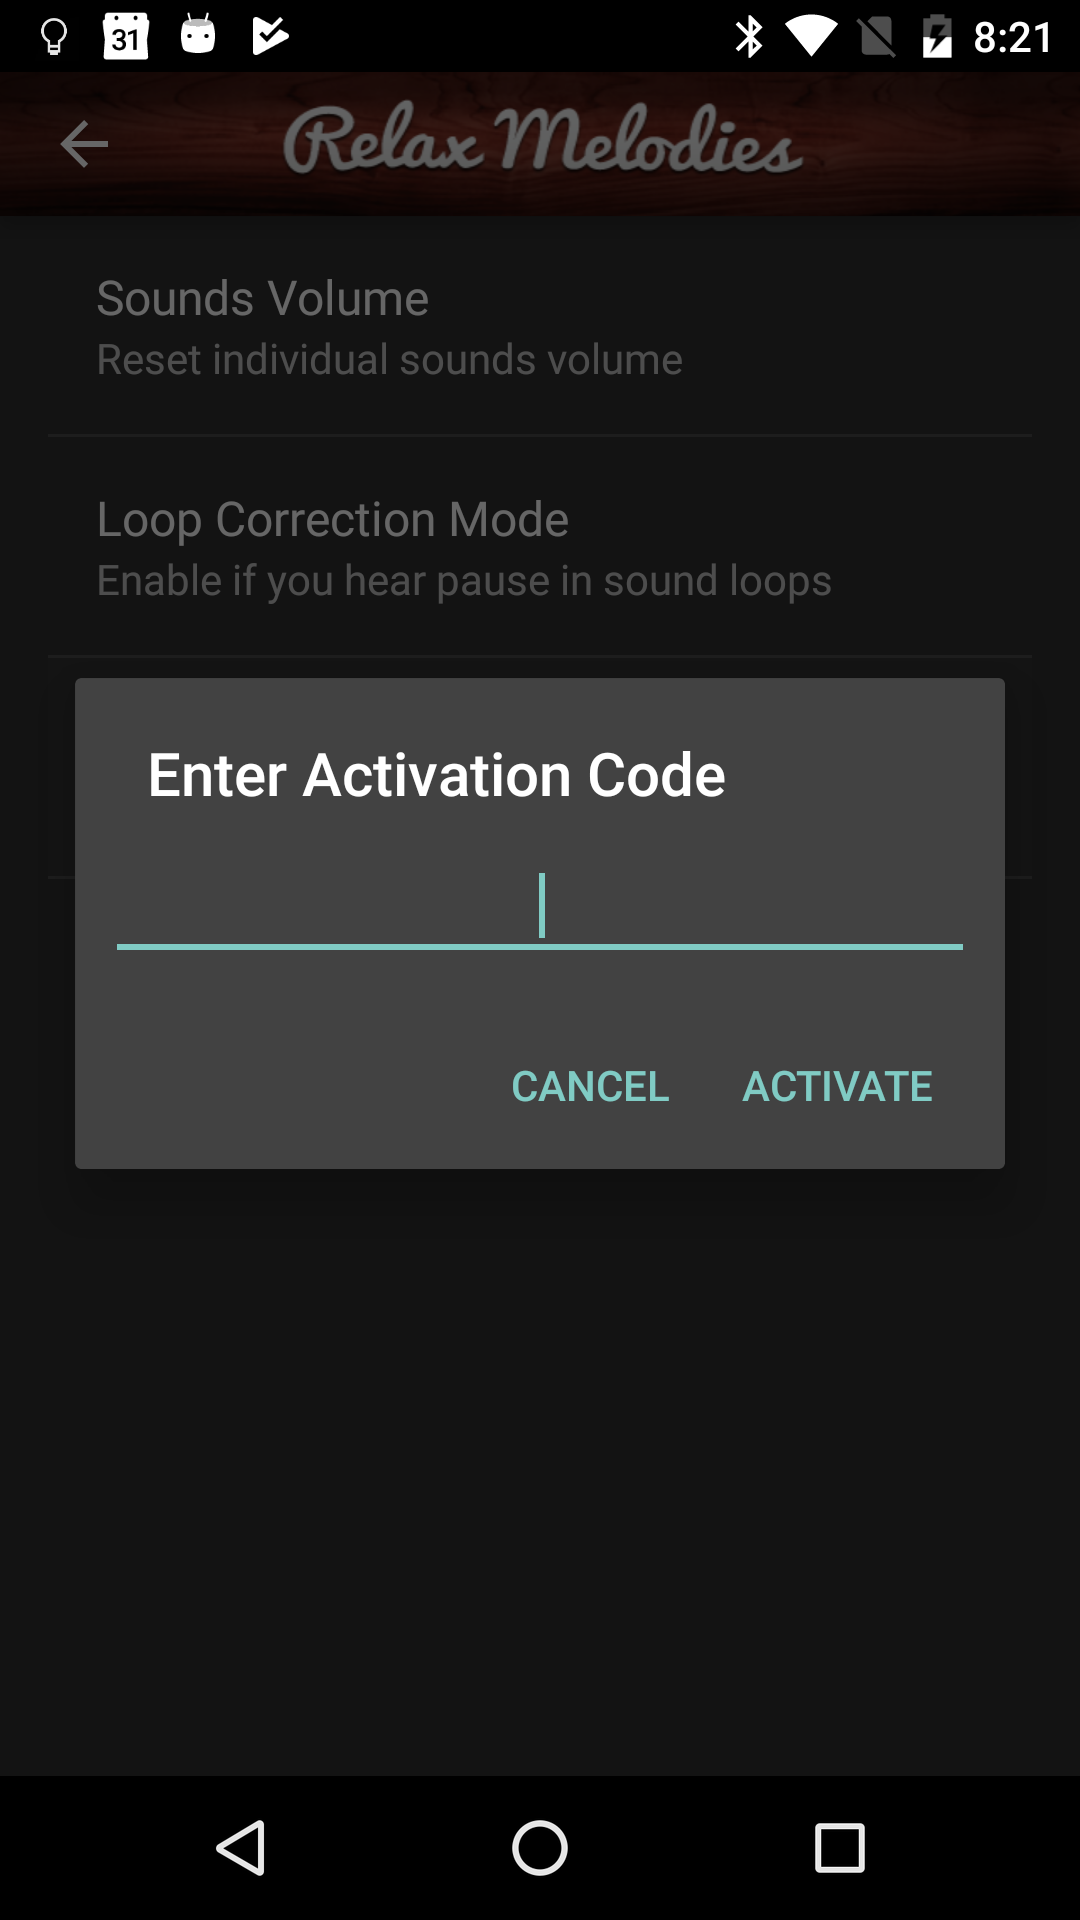 31
8:21
Relax Melodies
Sounds Volume
Reset individual sounds volume
Loop Correction Mode
Enable if you hear pause in sound loops
Enter Activation Code
CANCEL ACTIVATE